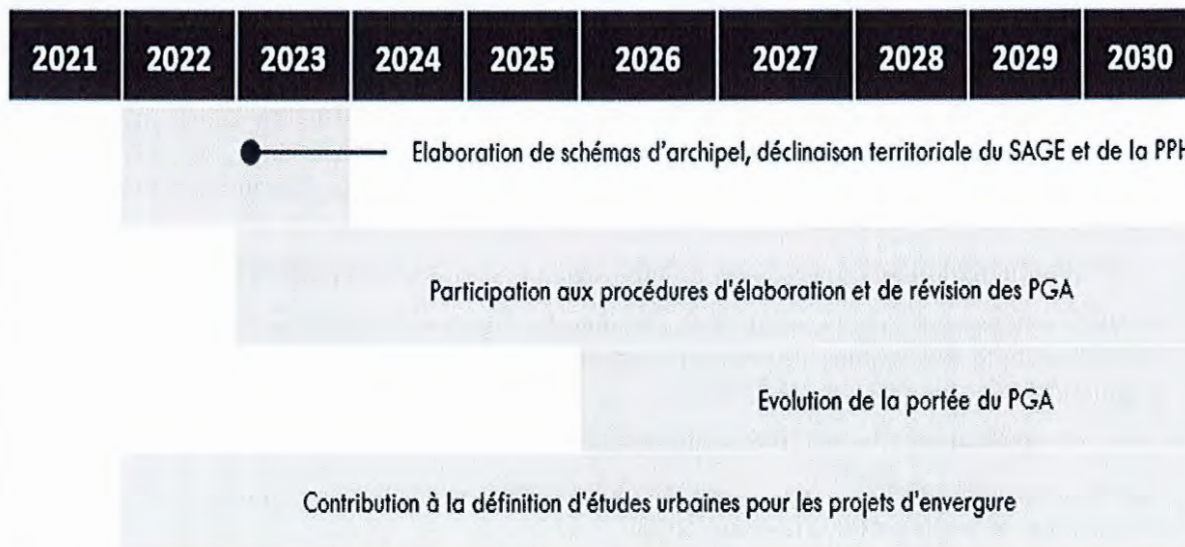 2021 2022 2023 2024 2025 2026 2027 2028 2029 2030
Elaboration de schémas d'archipel, déclinaison territoriale du SAGE et de la PPH
Participation aux procédures d'élaboration et de révision des PGA
Evolution de la portée du PGA
Contribution à la définition d'études urbaines pour les projets d'envergure